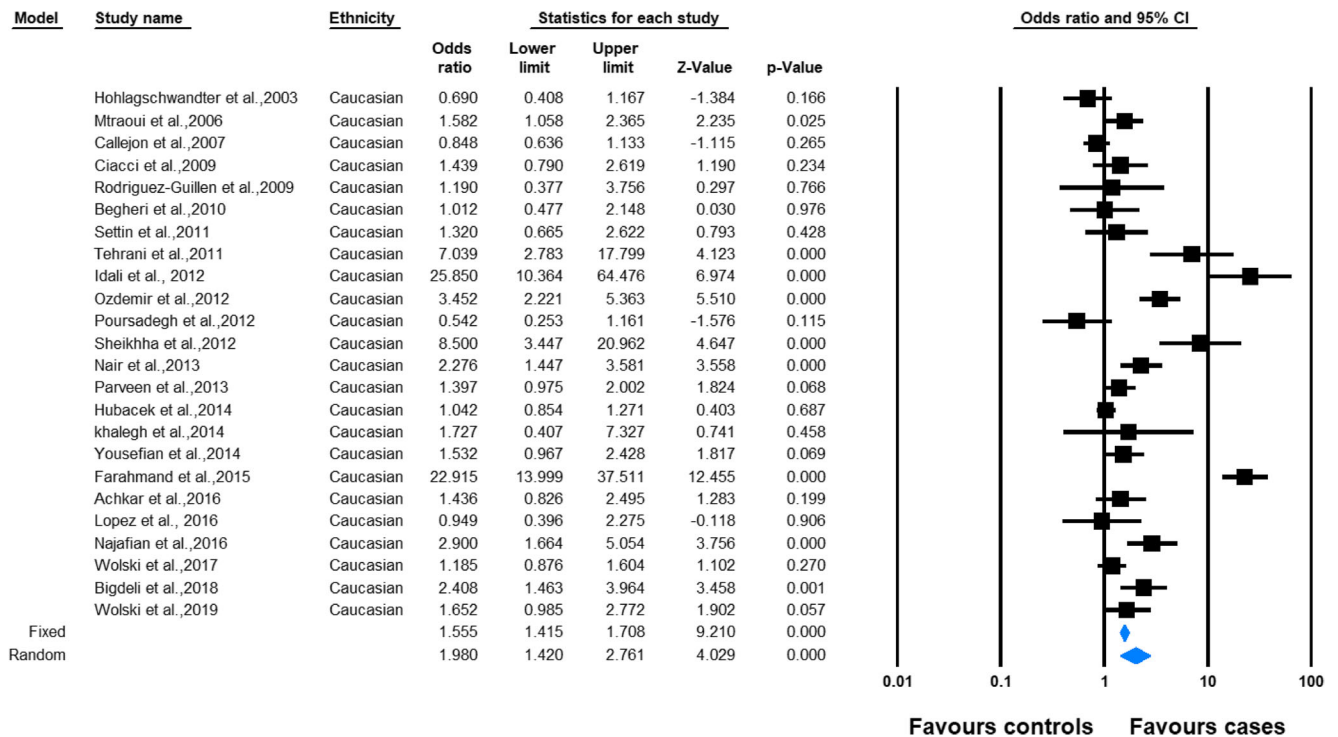 Model Study name Ethnicity Statistics for each study Odds ratio and 95% CI
Odds ratio Lower limit Upper limit Z-Value p-Value
Hohlagschwandter et al.,2003 Caucasian 0.690 0.408 1.167 -1.384 0.166
Mtraoui et al.,2006 Caucasian 1.582 1.058 2.365 2.235 0.025
Callejon et al.,2007 Caucasian 0.848 0.636 1.133 -1.115 0.265
Ciacci et al.,2009 Caucasian 1.439 0.790 2.619 1.190 0.234
Rodriguez-Guillen et al.,2009 Caucasian 1.190 0.377 3.756 0.297 0.766
Begheri et al.,2010 Caucasian 1.012 0.477 2.148 0.030 0.976
Settin et al.,2011 Caucasian 1.320 0.665 2.622 0.793 0.428
Tehrani et al.,2011 Caucasian 7.039 2.783 17.799 4.123 0.000
Idali et al., 2012 Caucasian 25.850 10.364 64.476 6.974 0.000
Ozdemir et al.,2012 Caucasian 3.452 2.221 5.363 5.510 0.000
Poursadegh et al.,2012 Caucasian 0.542 0.253 1.161 -1.576 0.115
Sheikhha et al.,2012 Caucasian 8.500 3.447 20.962 4.647 0.000
Nair et al.,2013 Caucasian 2.276 1.447 3.581 3.558 0.000
Parveen et al.,2013 Caucasian 1.397 0.975 2.002 1.824 0.068
Hubacek et al.,2014 Caucasian 1.042 0.854 1.271 0.403 0.687
khalegh et al.,2014 Caucasian 1.727 0.407 7.327 0.741 0.458
Yousefian et al.,2014 Caucasian 1.532 0.967 2.428 1.817 0.069
Farahmand et al.,2015 Caucasian 22.915 13.999 37.511 12.455 0.000
Achkar et al.,2016 Caucasian 1.436 0.826 2.495 1.283 0.199
Lopez et al., 2016 Caucasian 0.949 0.396 2.275 -0.118 0.906
Najafian et al.,2016 Caucasian 2.900 1.664 5.054 3.756 0.000
Wolski et al.,2017 Caucasian 1.185 0.876 1.604 1.102 0.270
Bigdeli et al.,2018 Caucasian 2.408 1.463 3.964 3.458 0.001
Wolski et al.,2019 Caucasian 1.652 0.985 2.772 1.902 0.057
Fixed 1.555 1.415 1.708 9.210 0.000
Random 1.980 1.420 2.761 4.029 0.000
0.01 0.1 1 10 100
Favours controls Favours cases